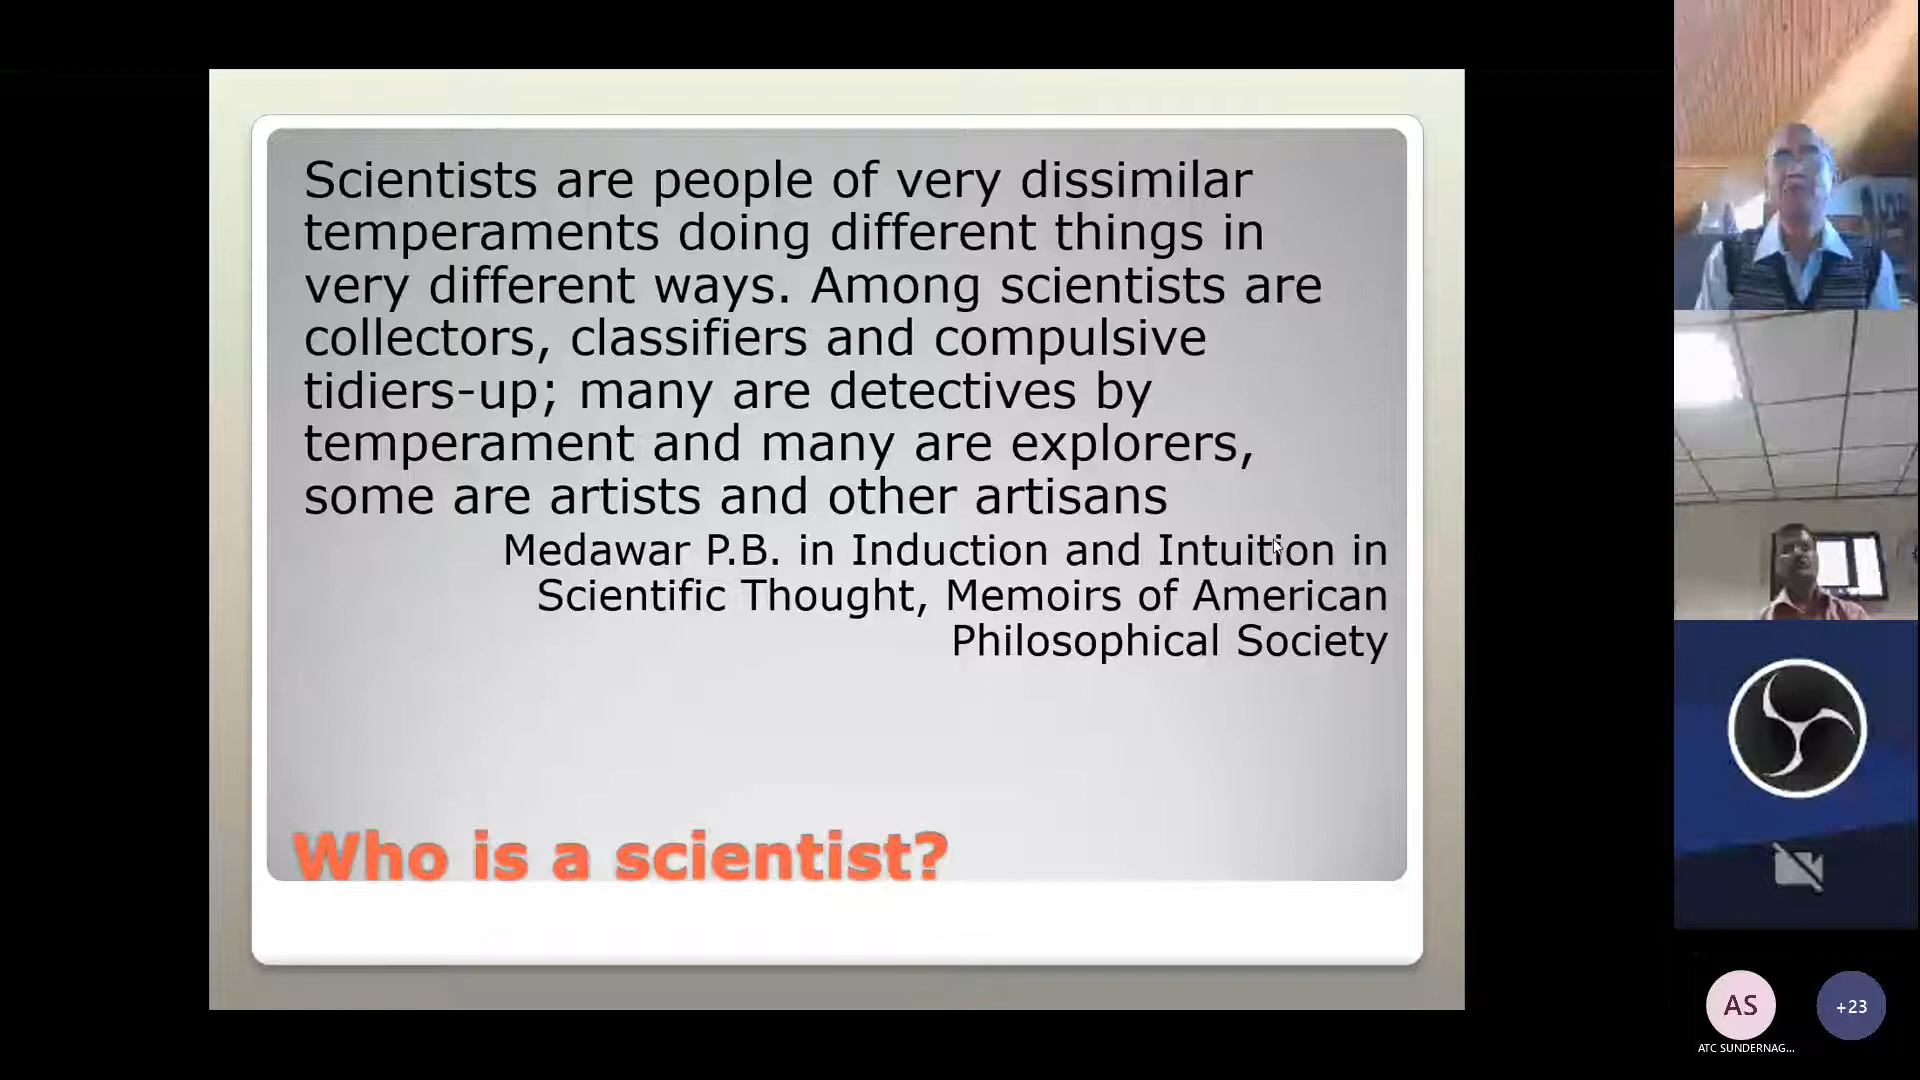 Scientists are people of very dissimilar
temperaments doing different things in
very different ways. Among scientists are
collectors, classifiers and compulsive
tidiers-up; many are detectives by
temperament and many are explorers,
some are artists and other artisans
Medawar P.B. in Induction and Intuition in
Scientific Thought, Memoirs of American
Philosophical Society
Who is a scientist?
AS
+23
ATC SUNDERNAG...